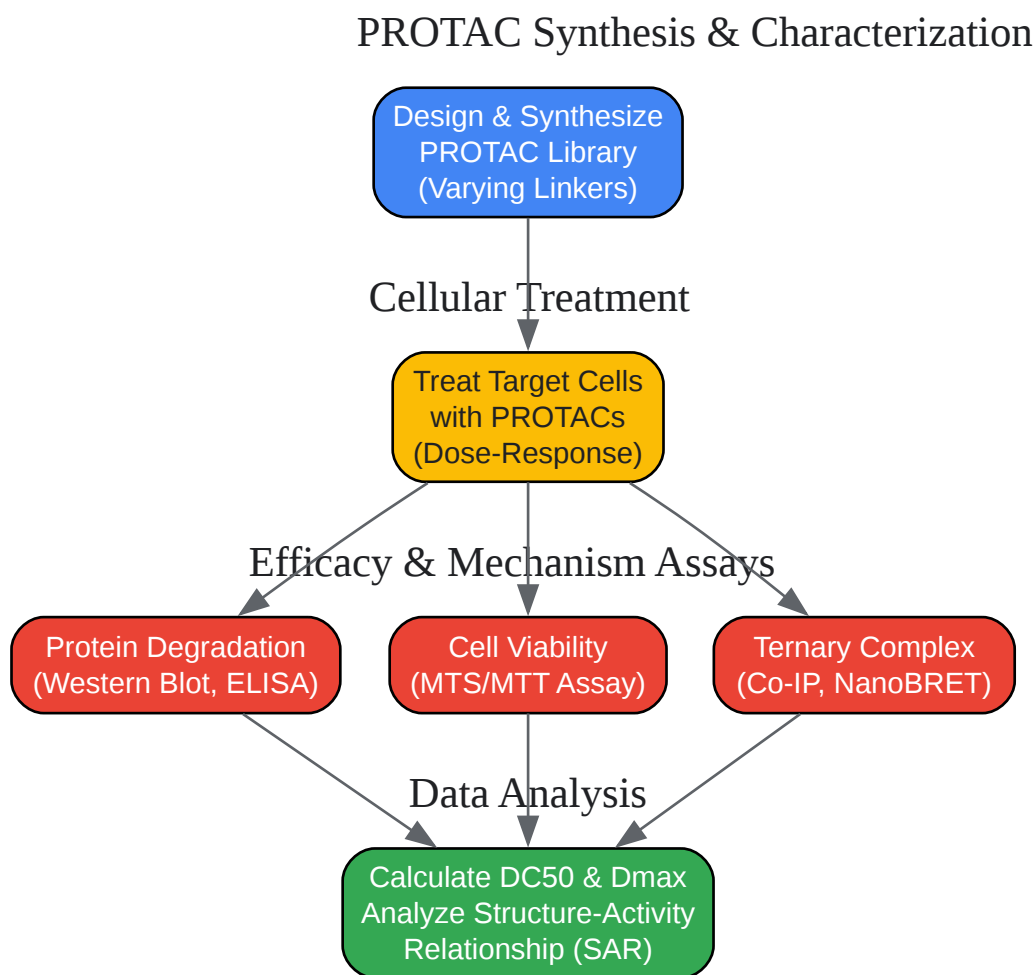 PROTAC Synthesis & Characterization
Design & Synthesize
PROTAC Library
(Varying Linkers)
Cellular Treatment
Treat Target Cells
with PROTACs
(Dose-Response)
Efficacy & Mechanism Assays
Protein Degradation
(Western Blot, ELISA)
Cell Viability
(MTS/MTT Assay)
Ternary Complex
(Co-IP, NanoBRET)
Data Analysis
Calculate DC50 & Dmax
Analyze Structure-Activity
Relationship (SAR)